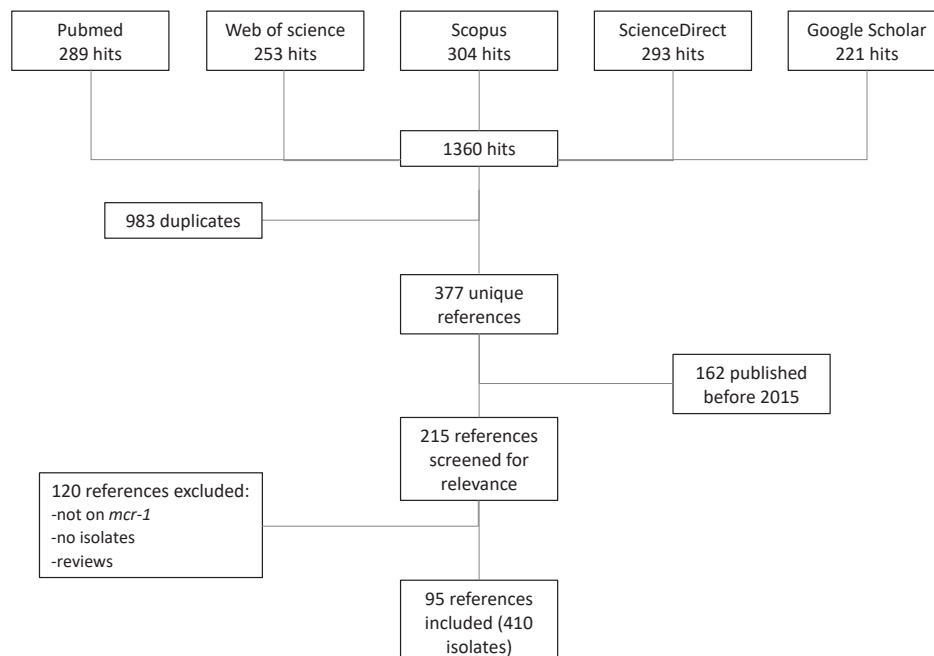 Pubmed
289 hits
Web of science
253 hits
Scopus
304 hits
ScienceDirect
293 hits
Google Scholar
221 hits
1360 hits
983 duplicates
377 unique
references
162 published
before 2015
215 references
screened for
relevance
120 references excluded:
-not on mcr-1
-no isolates
-reviews
95 references
included (410
isolates)